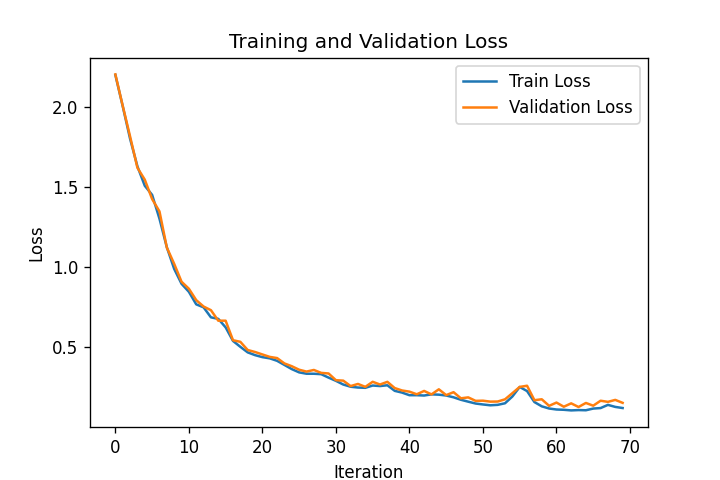 Training and Validation Loss
Train Loss
Validation Loss
2.0
1.5
1.0
0.5
Loss
0 10 20 30 40 50 60 70
Iteration